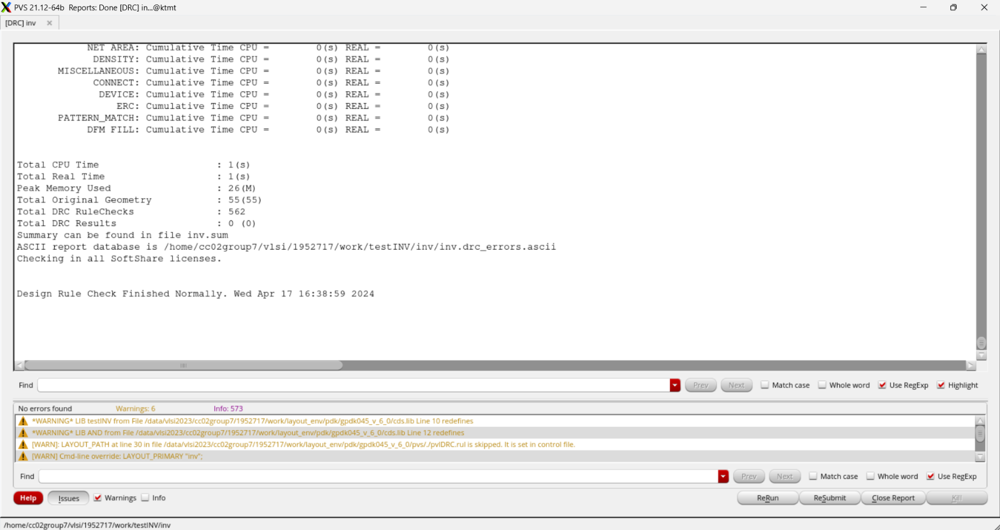 PVS 21.12-64b Reports: Done [DRC] in...@ktmt
[DRC] inv
NET AREA: Cumulative Time CPU = 0(s) REAL = 0(s)
DENSITY: Cumulative Time CPU = 0(s) REAL = 0(s)
MISCELLANEOUS: Cumulative Time CPU = 0(s) REAL = 0(s)
CONNECT: Cumulative Time CPU = 0(s) REAL = 0(s)
DEVICE: Cumulative Time CPU = 0(s) REAL = 0(s)
ERC: Cumulative Time CPU = 0(s) REAL = 0(s)
PATTERN_MATCH: Cumulative Time CPU = 0(s) REAL = 0(s)
DFM FILL: Cumulative Time CPU = 0(s) REAL = 0(s)
Total CPU Time : 1(s)
Total Real Time : 1(s)
Peak Memory Used : 26(M)
Total Original Geometry : 55(55)
Total DRC RuleChecks : 562
Total DRC Results : 0 (0)
Summary can be found in file inv.sum
ASCII report database is /home/cc02group7/vlsi/1952717/work/testINV/inv/inv.drc_errors.ascii
Checking in all SoftShare licenses.
Design Rule Check Finished Normally. Wed Apr 17 16:38:59 2024
Find Prev Next Match case Whole word Use RegExp Highlight
No errors found Warnings: 6 Info: 573
*WARNING* LIB testINV from File /data/vlsi2023/cc02group7/1952717/work/layout_env/pdk/gpdk045_v_6_0/cds.lib Line 10 redefines
*WARNING* LIB AND from File /data/vlsi2023/cc02group7/1952717/work/layout_env/pdk/gpdk045_v_6_0/cds.lib Line 12 redefines
[WARN]: LAYOUT_PATH at line 30 in file /data/vlsi2023/cc02group7/1952717/work/layout_env/pdk/gpdk045_v_6_0/pvs/./pvlDRC.rul is skipped. It is set in control file.
[WARN] Cmd-line override: LAYOUT_PRIMARY "inv";
Find Prev Next Match case Whole word Use RegExp
Help Issues Warnings Info ReRun ReSubmit Close Report Kill
/home/cc02group7/vlsi/1952717/work/testINV/inv